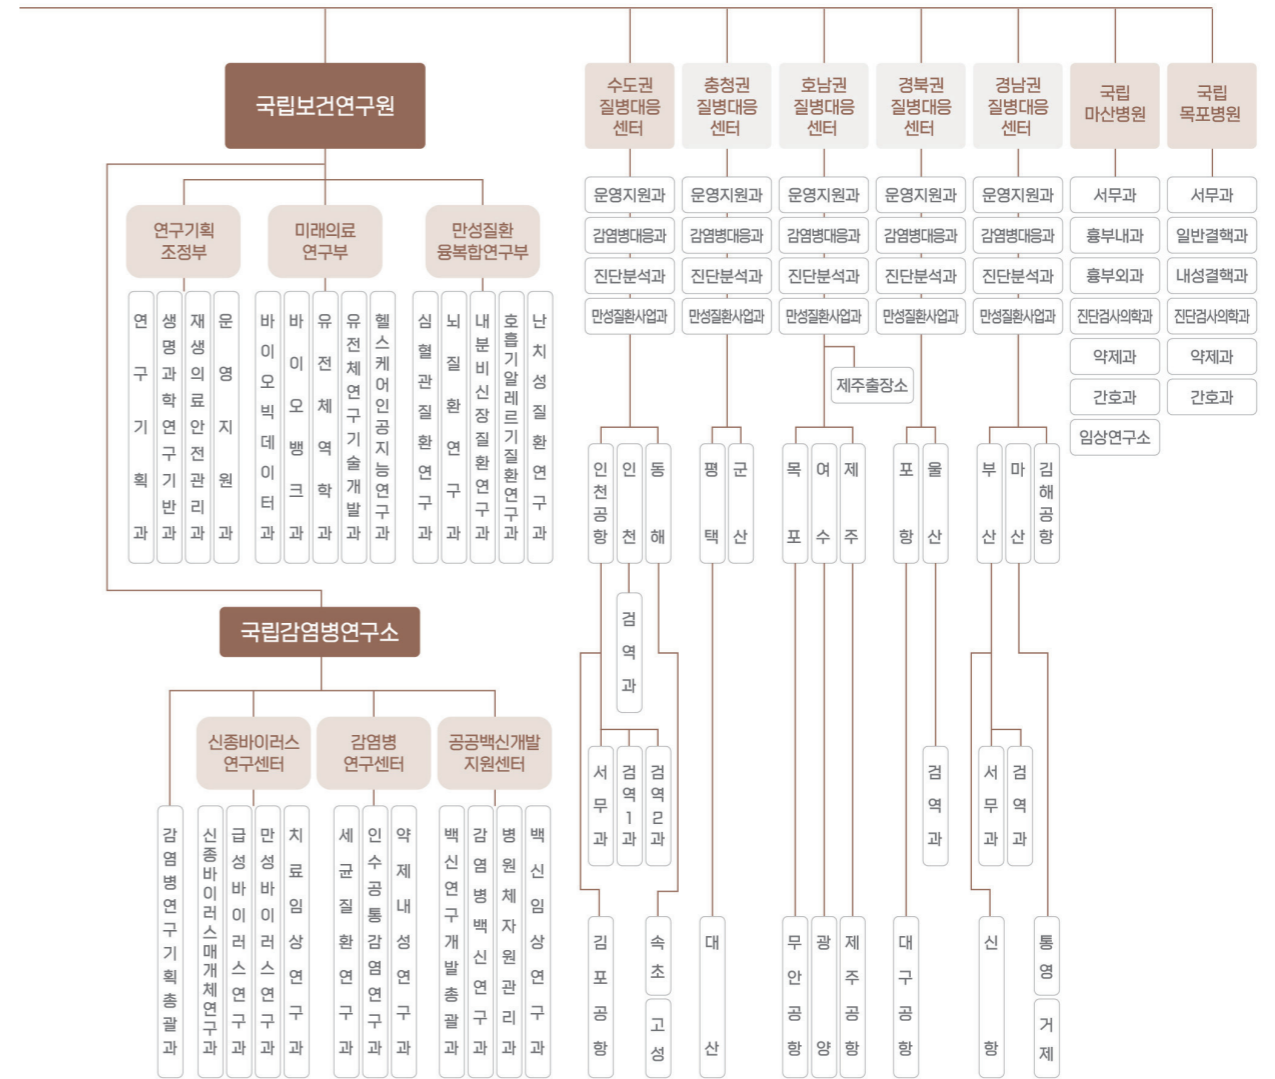 국립보건연구원
연구기획
조정부
연구기획과
생명과학연구기반과
재생의료안전관리과
운영지원과
미래의료
연구부
바이오빅데이터과
바이오뱅크과
유전체역학과
유전체연구기술개발과
헬스케어인공지능연구과
만성질환
융복합연구부
심혈관질환연구과
뇌질환연구과
내분비신장질환연구과
호흡기알레르기질환연구과
난치성질환연구과
국립감염병연구소
감염병연구기획총괄과
신종바이러스
연구센터
신종바이러스매개체연구과
급성바이러스연구과
만성바이러스연구과
치료임상연구과
감염병
연구센터
세균질환연구과
인수공통감염연구과
약제내성연구과
공공백신개발
지원센터
백신연구개발총괄과
감염병백신연구과
병원체자원관리과
백신임상연구과
수도권
질병대응
센터
운영지원과
감염병대응과
진단분석과
만성질환사업과
인천공항
인천
동해
검역과
서무과
검역1과
검역2과
김포공항
속초
고성
충청권
질병대응
센터
운영지원과
감염병대응과
진단분석과
만성질환사업과
평택
군산
대산
호남권
질병대응
센터
운영지원과
감염병대응과
진단분석과
만성질환사업과
제주출장소
목포
여수
제주
무안공항
광양
제주공항
경북권
질병대응
센터
운영지원과
감염병대응과
진단분석과
만성질환사업과
포항
울산
검역과
대구공항
경남권
질병대응
센터
운영지원과
감염병대응과
진단분석과
만성질환사업과
부산
마산
김해공항
서무과
검역과
신항
통영
거제
국립
마산병원
서무과
흉부내과
흉부외과
진단검사의학과
약제과
간호과
임상연구소
국립
목포병원
서무과
일반결핵과
내성결핵과
진단검사의학과
약제과
간호과